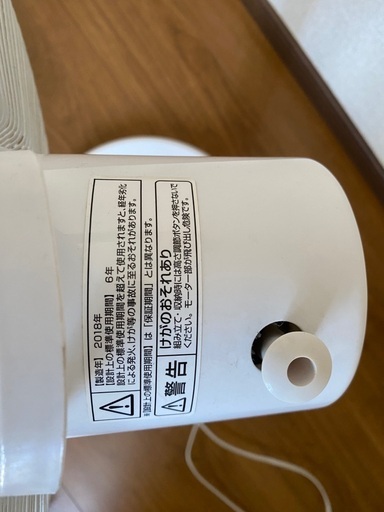 【製造年】2018年
【設計上の標準使用期間】 6年
設計上の標準使用期間を超えて使用されますと、経年劣化
による発火・けが等の事故に至るおそれがあります。
※「設計上の標準使用期間」は「保証期間」とは異なります。
警告
けがのおそれあり
組み立て・収納時には高さ調節ボタンを押さないで
ください。モーター部が飛び出し危険です。